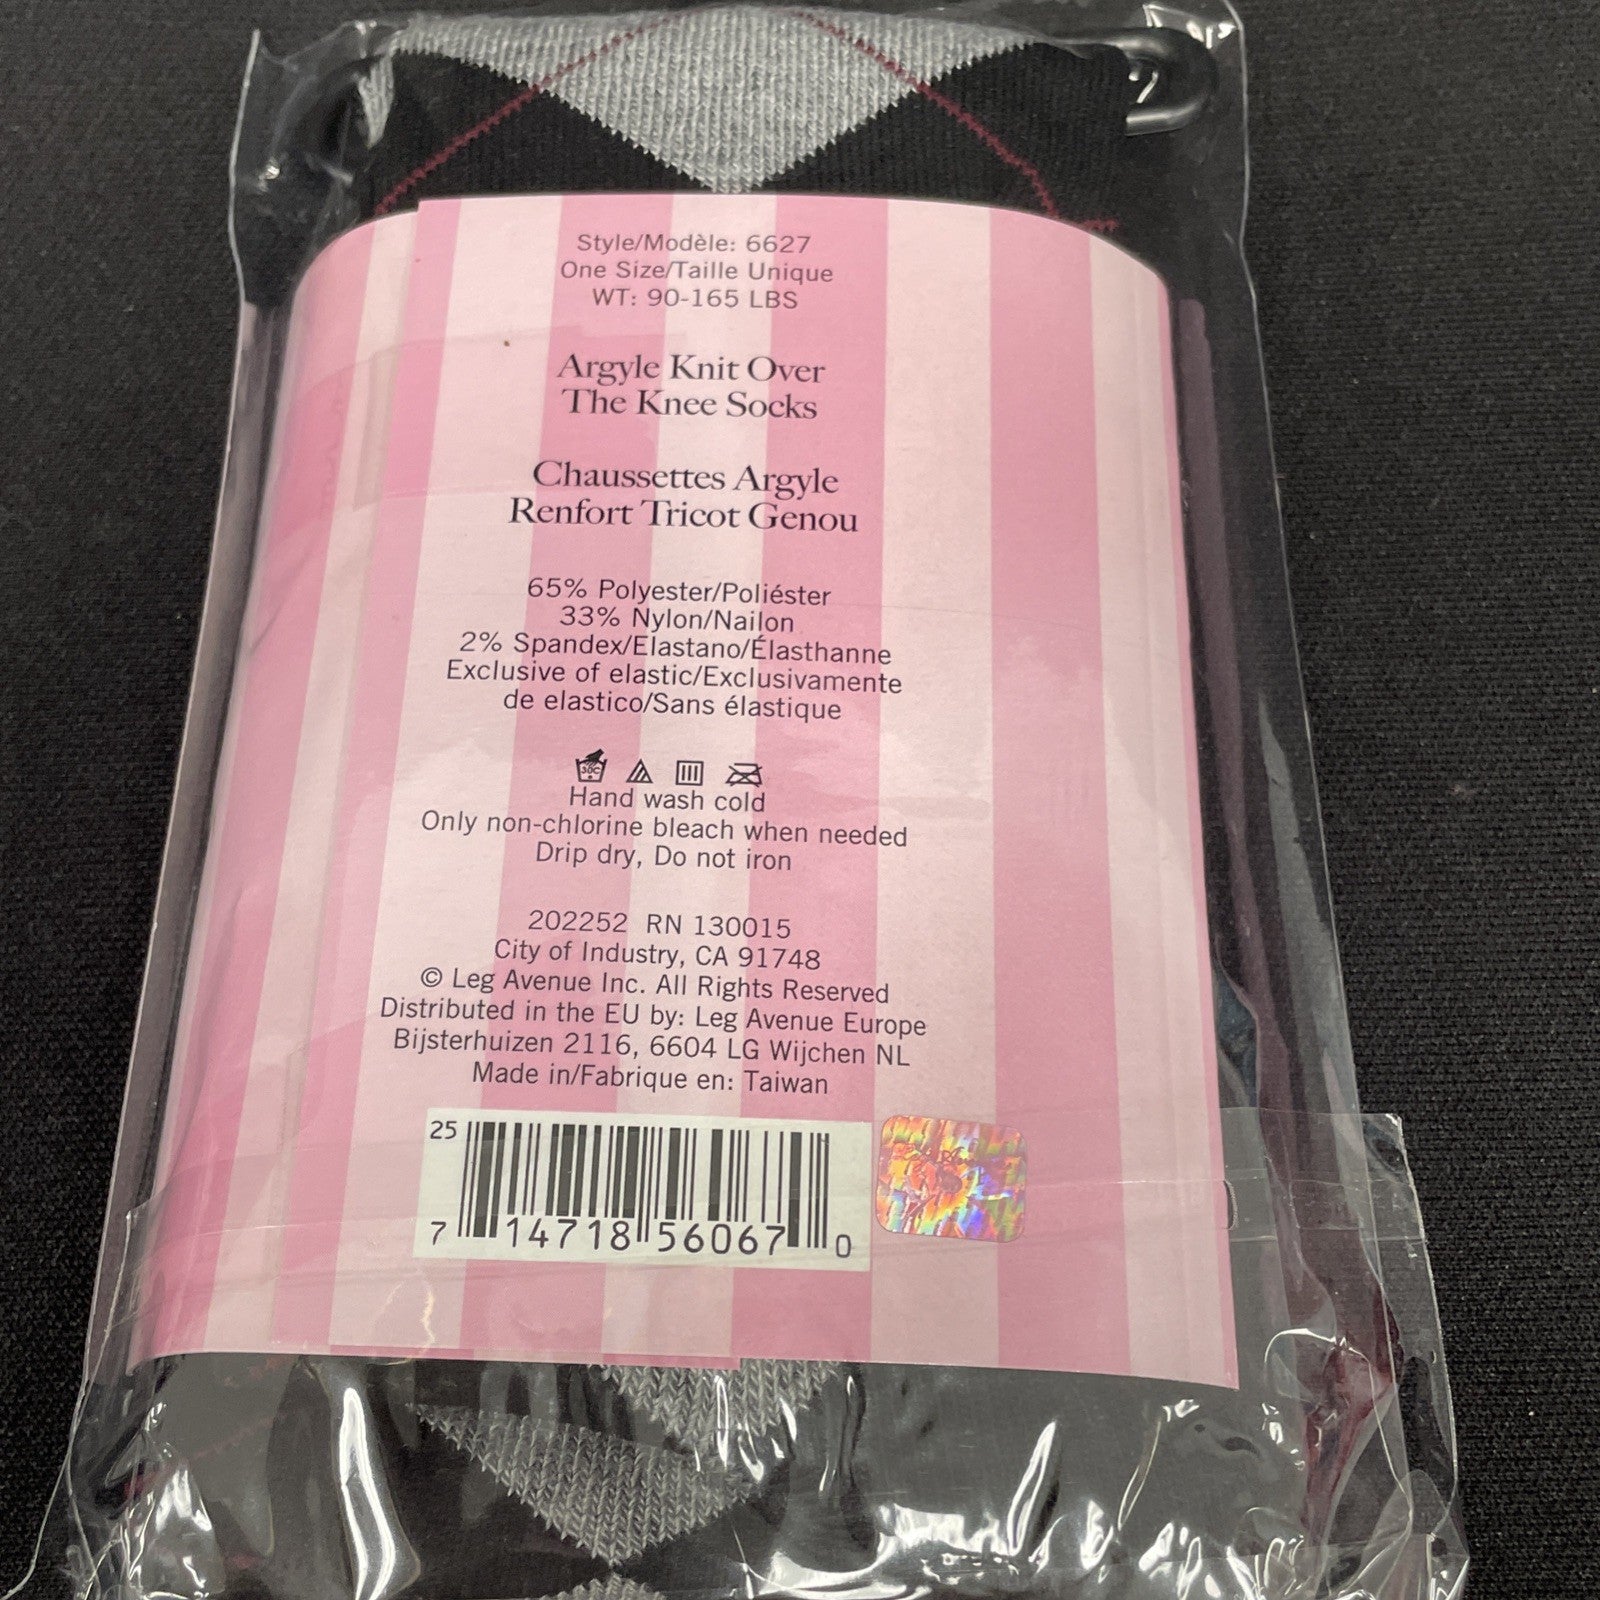 Style/Modèle: 6627
One Size/Taille Unique
WT: 90-165 LBS
Argyle Knit Over
The Knee Socks
Chaussettes Argyle
Renfort Tricot Genou
65% Polyester/Poliéster
33% Nylon/Nailon
2% Spandex/Elastano/Élasthanne
Exclusive of elastic/Exclusivamente
de elastico/Sans élastique
30C
Hand wash cold
Only non-chlorine bleach when needed
Drip dry, Do not iron
202252 RN 130015
City of Industry, CA 91748
© Leg Avenue Inc. All Rights Reserved
Distributed in the EU by: Leg Avenue Europe
Bijsterhuizen 2116, 6604 LG Wijchen NL
Made in/Fabrique en: Taiwan
25
7 14718 56067 0